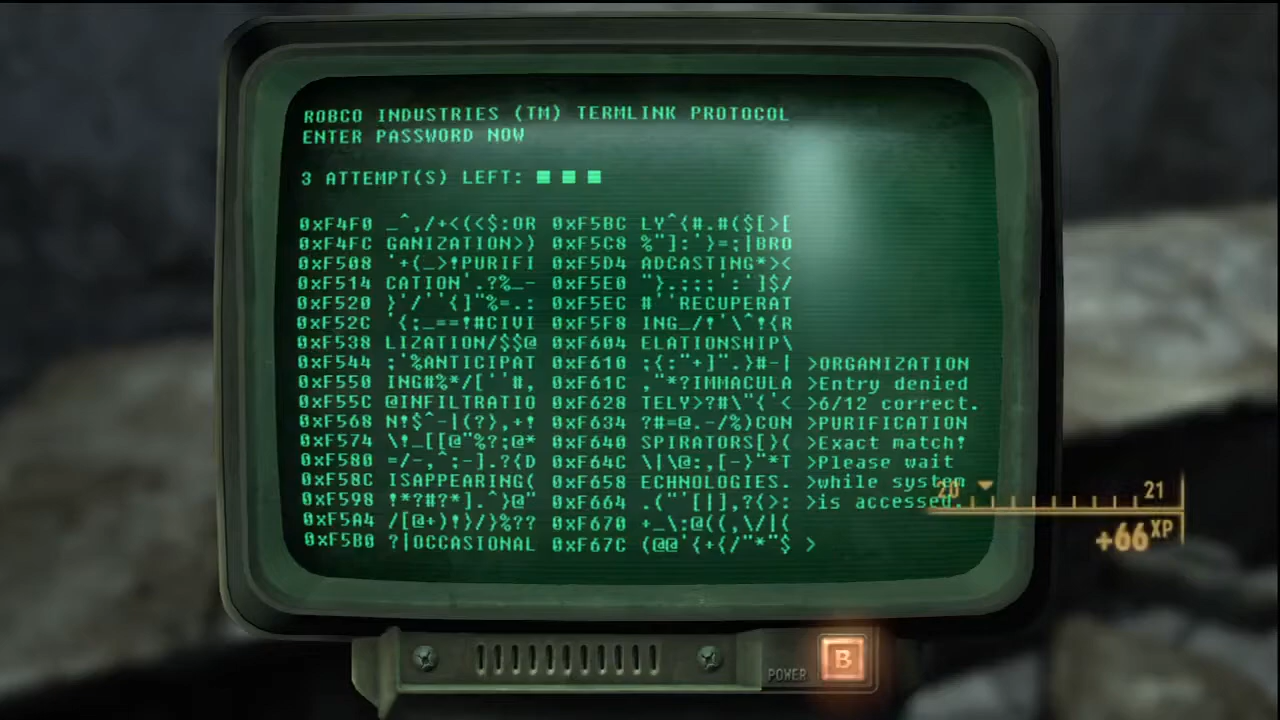 ROBCO INDUSTRIES (TM) TERMLINK PROTOCOL
ENTER PASSWORD NOW
3 ATTEMPT(S) LEFT: ■ ■ ■
0xF4F0 _^,/+<(<$:OR 0xF5BC LY^{#.#($[>[
0xF4FC GANIZATION>) 0xF5C8 %"]:'}=;|BRO
0xF508 '+(_>!PURIFI 0xF5D4 ADCASTING*><
0xF514 CATION'.?%_- 0xF5E0 "}.:::':']$/
0xF520 }'/''{]"%=.: 0xF5EC #''RECUPERAT
0xF52C '{;_==!#CIVI 0xF5F8 ING_/!'\^!{R
0xF538 LIZATION/$$@ 0xF604 ELATIONSHIP\
0xF544 :'%ANTICIPAT 0xF610 ;{:"+]".}#-| >ORGANIZATION
0xF550 ING#%*/[''#, 0xF61C ,"*?IMMACULA >Entry denied
0xF55C @INFILTRATIO 0xF628 TELY>?#\"{'< >6/12 correct.
0xF568 N!$^-|(?},+! 0xF634 ?#=@.-/%)CON >PURIFICATION
0xF574 \!_[[@"%?;@* 0xF640 SPIRATORS[}( >Exact match!
0xF580 =/-,^;-].?{D 0xF64C \|\@:,[-}"*T >Please wait
0xF58C ISAPPEARING( 0xF658 ECHNOLOGIES. >while system
0xF598 !*?#?*].^}@" 0xF664 .("'[|],?{>: >is accessed.
0xF5A4 /[@+)!}/}%?? 0xF670 +_\:@((,\/|(
0xF5B0 ?|OCCASIONAL 0xF67C (@@'{+{/"*"$ >
20 21
+66 XP
POWER B